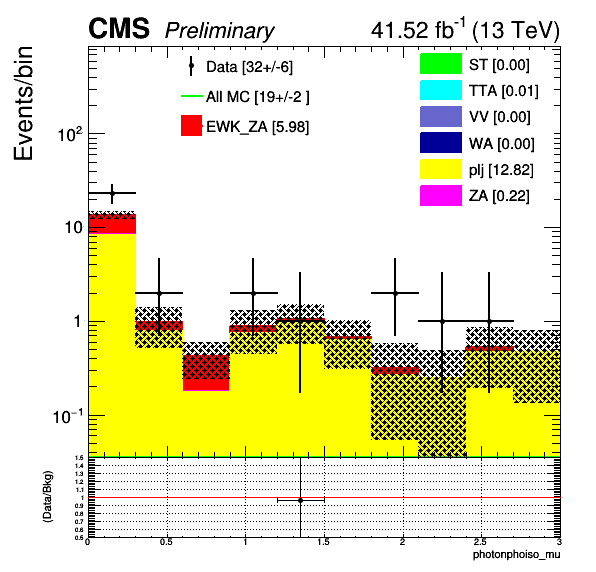 CMS Preliminary 41.52 fb⁻¹ (13 TeV)
Events/bin
Data [32+/-6]
All MC [19+/-2 ]
EWK_ZA [5.98]
ST [0.00]
TTA [0.01]
VV [0.00]
WA [0.00]
plj [12.82]
ZA [0.22]
10²
10
1
10⁻¹
(Data/Bkg)
1.5
1.4
1.3
1.2
1.1
1
0.9
0.8
0.7
0.6
0.5
0 0.5 1 1.5 2 2.5 3
photonphoiso_mu